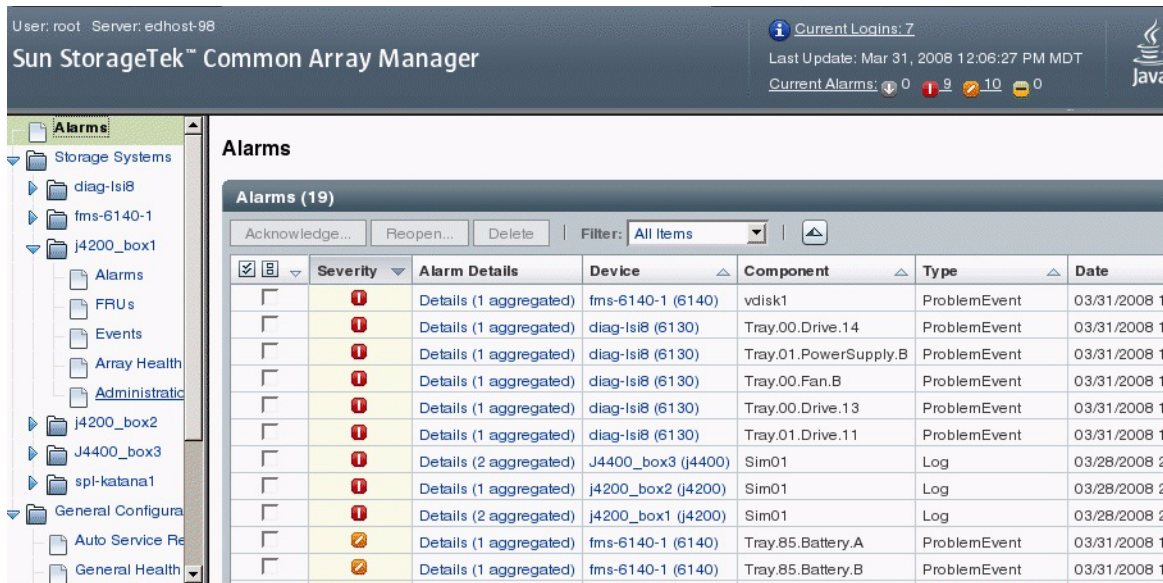 User: root Server: edhost-98
Sun StorageTek™ Common Array Manager
Current Logins: 7
Last Update: Mar 31, 2008 12:06:27 PM MDT
Current Alarms: 0 9 10 0
Java
Alarms
Storage Systems
diag-lsi8
fms-6140-1
j4200_box1
Alarms
FRUs
Events
Array Health
Administratio
j4200_box2
J4400_box3
spl-katana1
General Configura
Auto Service Re
General Health
Alarms
Alarms (19)
Acknowledge... Reopen... Delete Filter: All Items
Severity Alarm Details Device Component Type Date
Details (1 aggregated) fms-6140-1 (6140) vdisk1 ProblemEvent 03/31/2008 1
Details (1 aggregated) diag-lsi8 (6130) Tray.00.Drive.14 ProblemEvent 03/31/2008 1
Details (1 aggregated) diag-lsi8 (6130) Tray.01.PowerSupply.B ProblemEvent 03/31/2008 1
Details (1 aggregated) diag-lsi8 (6130) Tray.00.Fan.B ProblemEvent 03/31/2008 1
Details (1 aggregated) diag-lsi8 (6130) Tray.00.Drive.13 ProblemEvent 03/31/2008 1
Details (1 aggregated) diag-lsi8 (6130) Tray.01.Drive.11 ProblemEvent 03/31/2008 1
Details (2 aggregated) J4400_box3 (j4400) Sim01 Log 03/28/2008 2
Details (1 aggregated) j4200_box2 (j4200) Sim01 Log 03/28/2008 2
Details (2 aggregated) j4200_box1 (j4200) Sim01 Log 03/28/2008 2
Details (1 aggregated) fms-6140-1 (6140) Tray.85.Battery.A ProblemEvent 03/31/2008 1
Details (1 aggregated) fms-6140-1 (6140) Tray.85.Battery.B ProblemEvent 03/31/2008 1